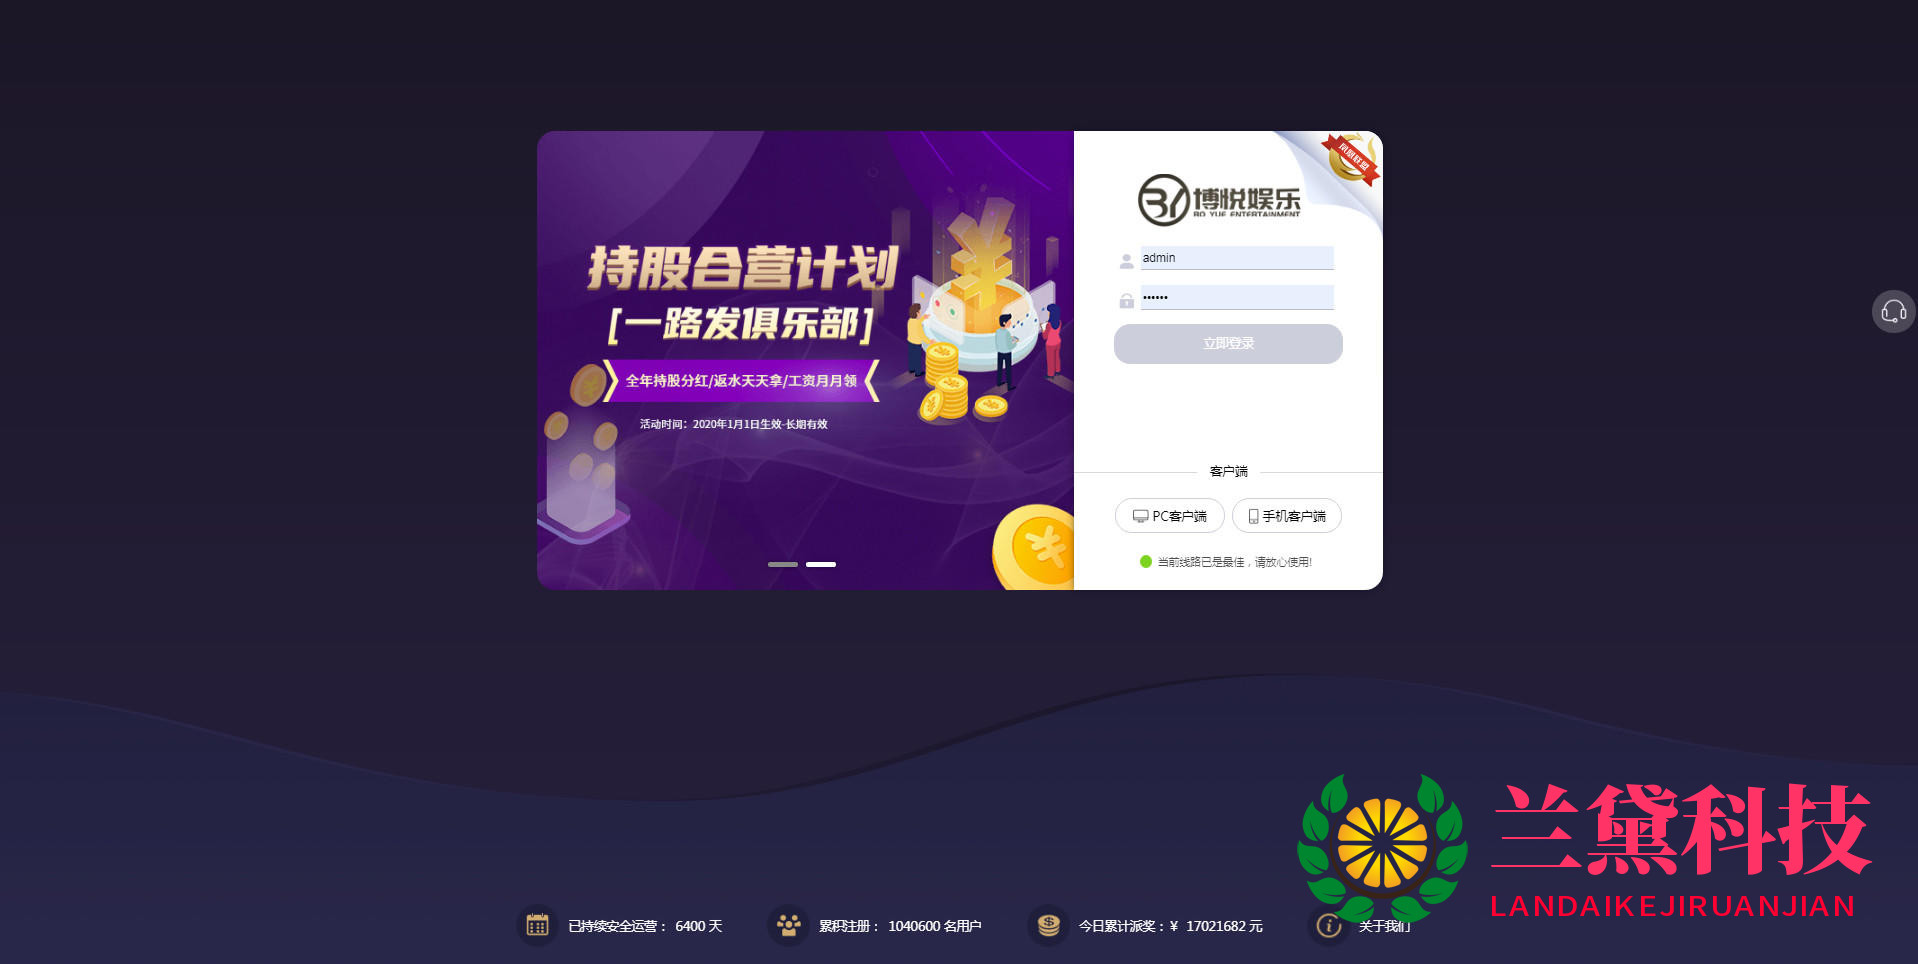 持股合营计划
[一路发俱乐部]
全年持股分红/返水天天拿/工资月月领
活动时间：2020年1月1日生效-长期有效
凤凰联盟
BY 博悦娱乐
BO YUE ENTERTAINMENT
admin
••••••
立即登录
客户端
PC客户端 手机客户端
当前线路已是最佳，请放心使用!
兰黛科技
LANDAIKEJIRUANJIAN
已持续安全运营： 6400 天 累积注册： 1040600 名用户 今日累计派奖：¥ 17021682 元 关于我们